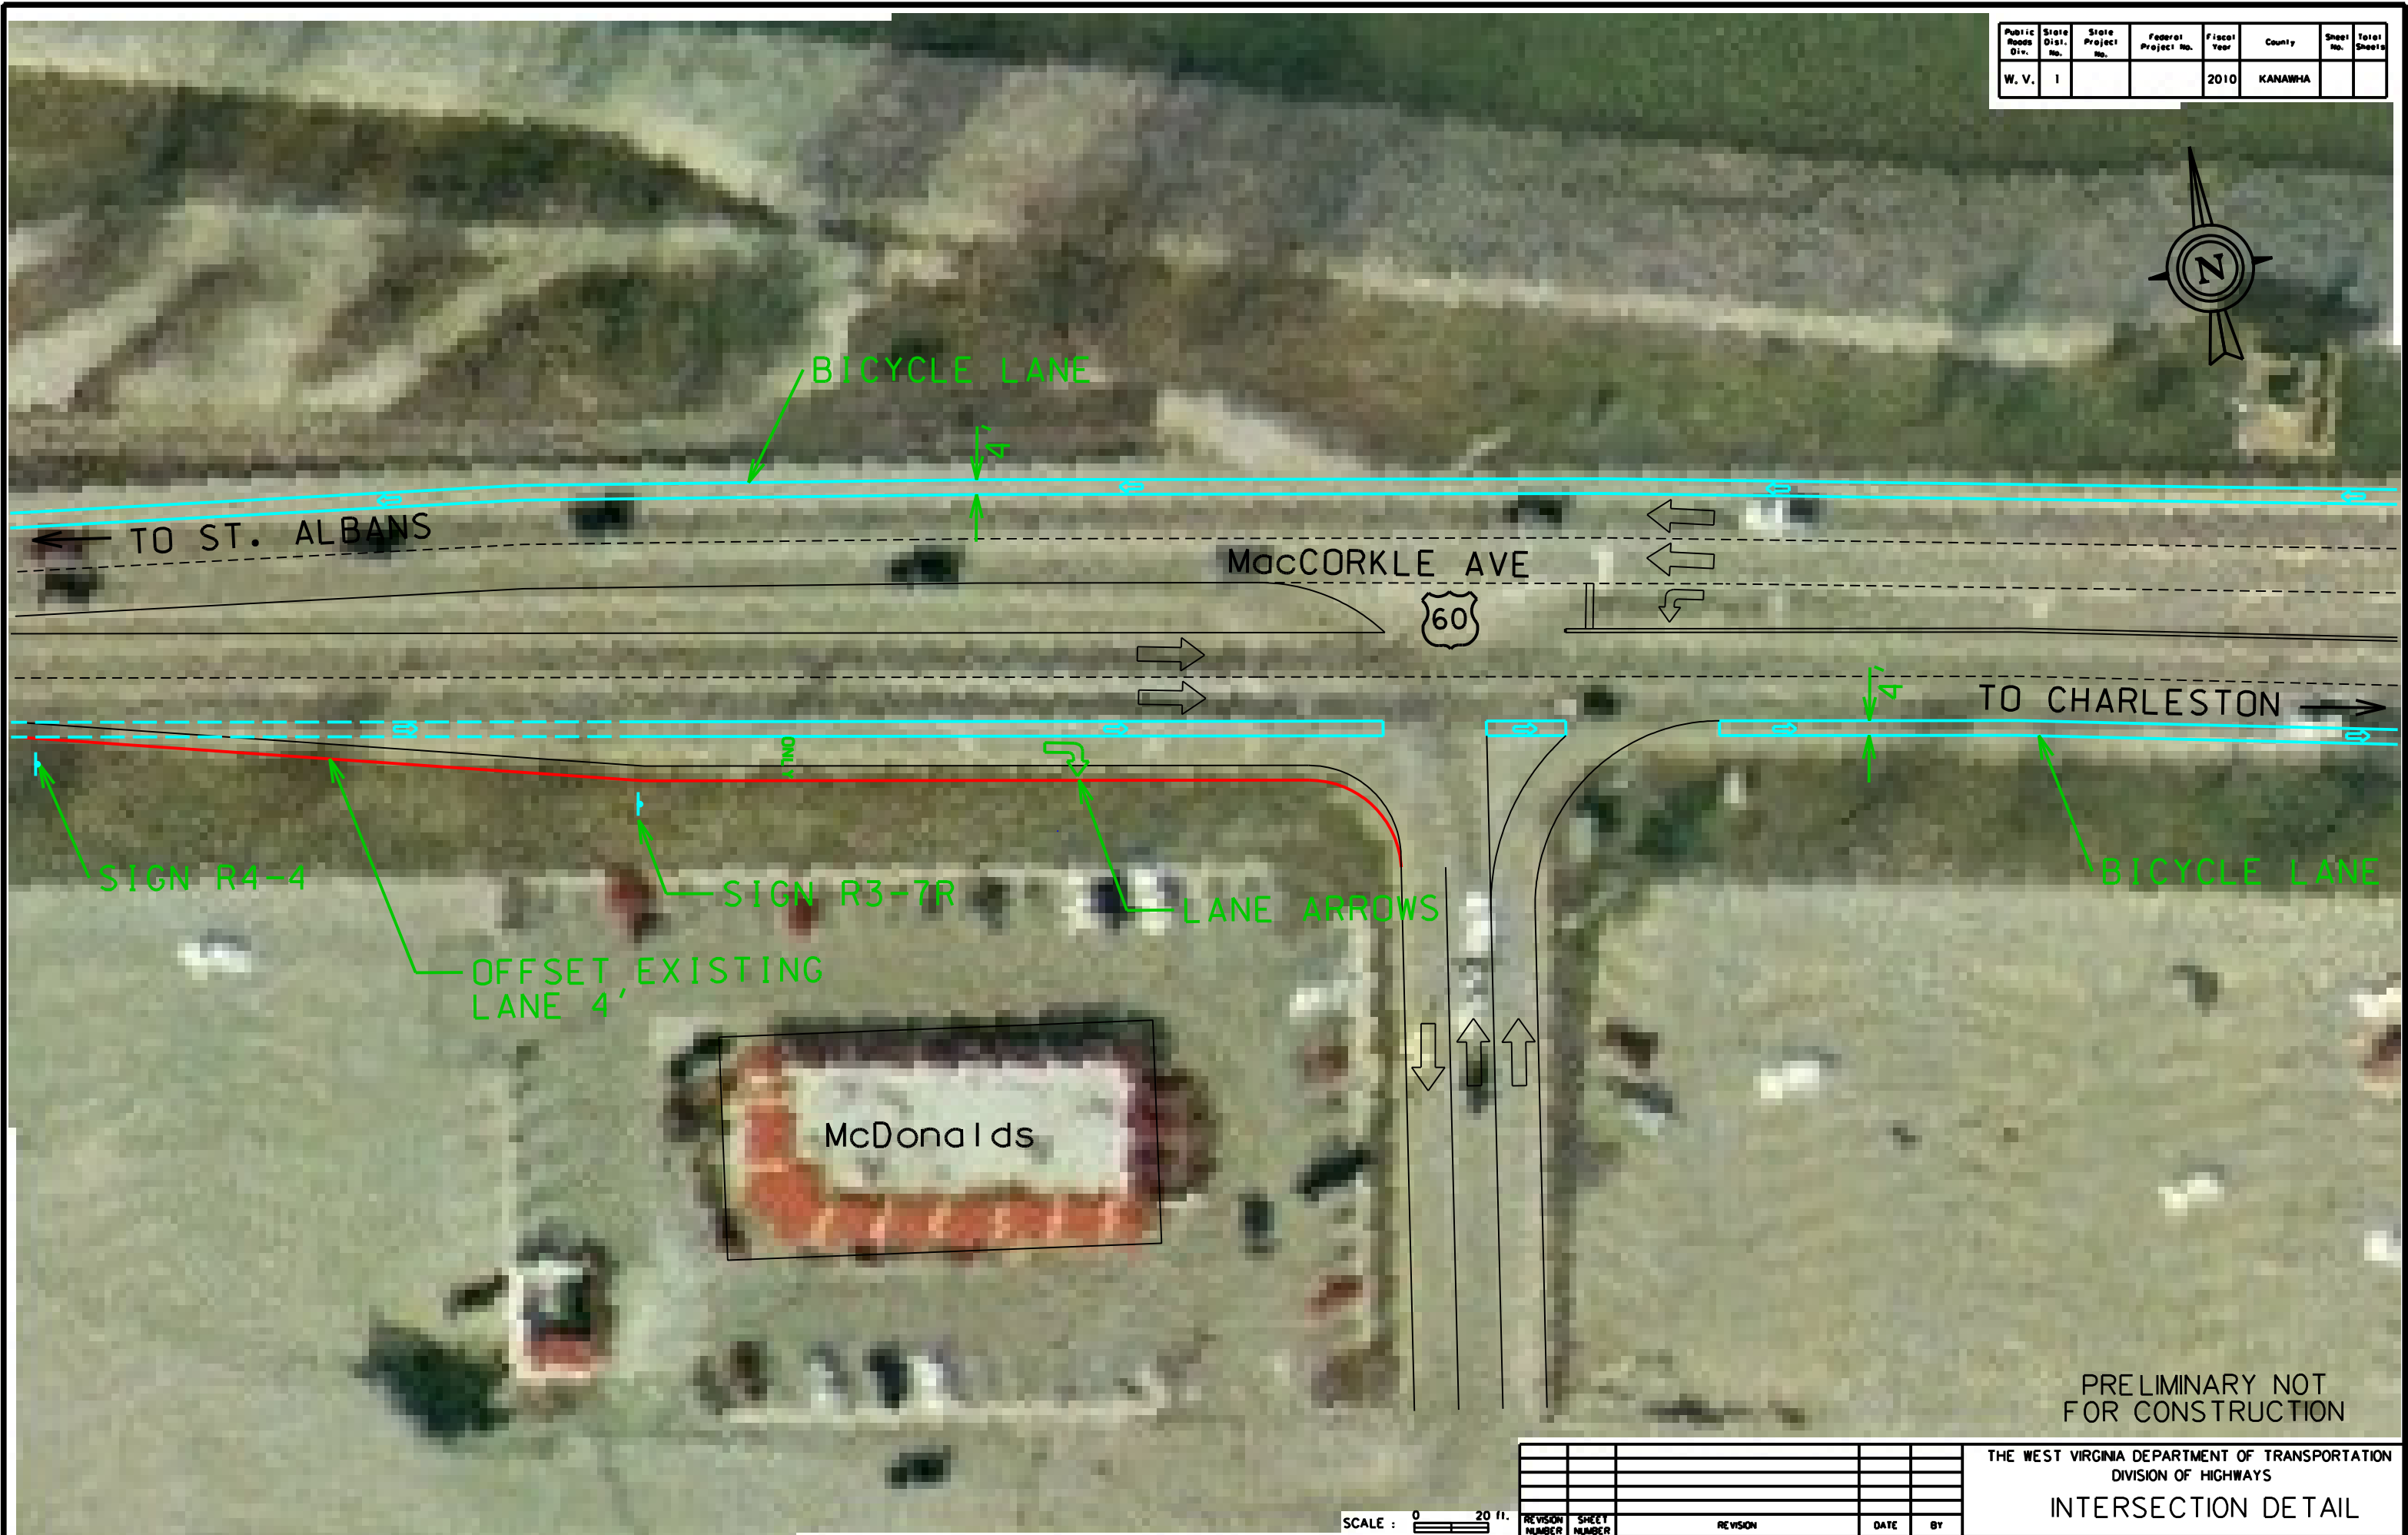 Public Roads Div.
State Dist. No.
State Project No.
Federal Project No.
Fiscal Year
County
Sheet No.
Total Sheets
W. V.
1
2010
KANAWHA
N
BICYCLE LANE
4'
TO ST. ALBANS
MacCORKLE AVE
60
4'
TO CHARLESTON
ONLY
SIGN R4-4
SIGN R3-7R
LANE ARROWS
BICYCLE LANE
OFFSET EXISTING
LANE 4'
McDonalds
PRELIMINARY NOT
FOR CONSTRUCTION
THE WEST VIRGINIA DEPARTMENT OF TRANSPORTATION
DIVISION OF HIGHWAYS
INTERSECTION DETAIL
SCALE :
0
20 ft.
REVISION NUMBER
SHEET NUMBER
REVISION
DATE
BY